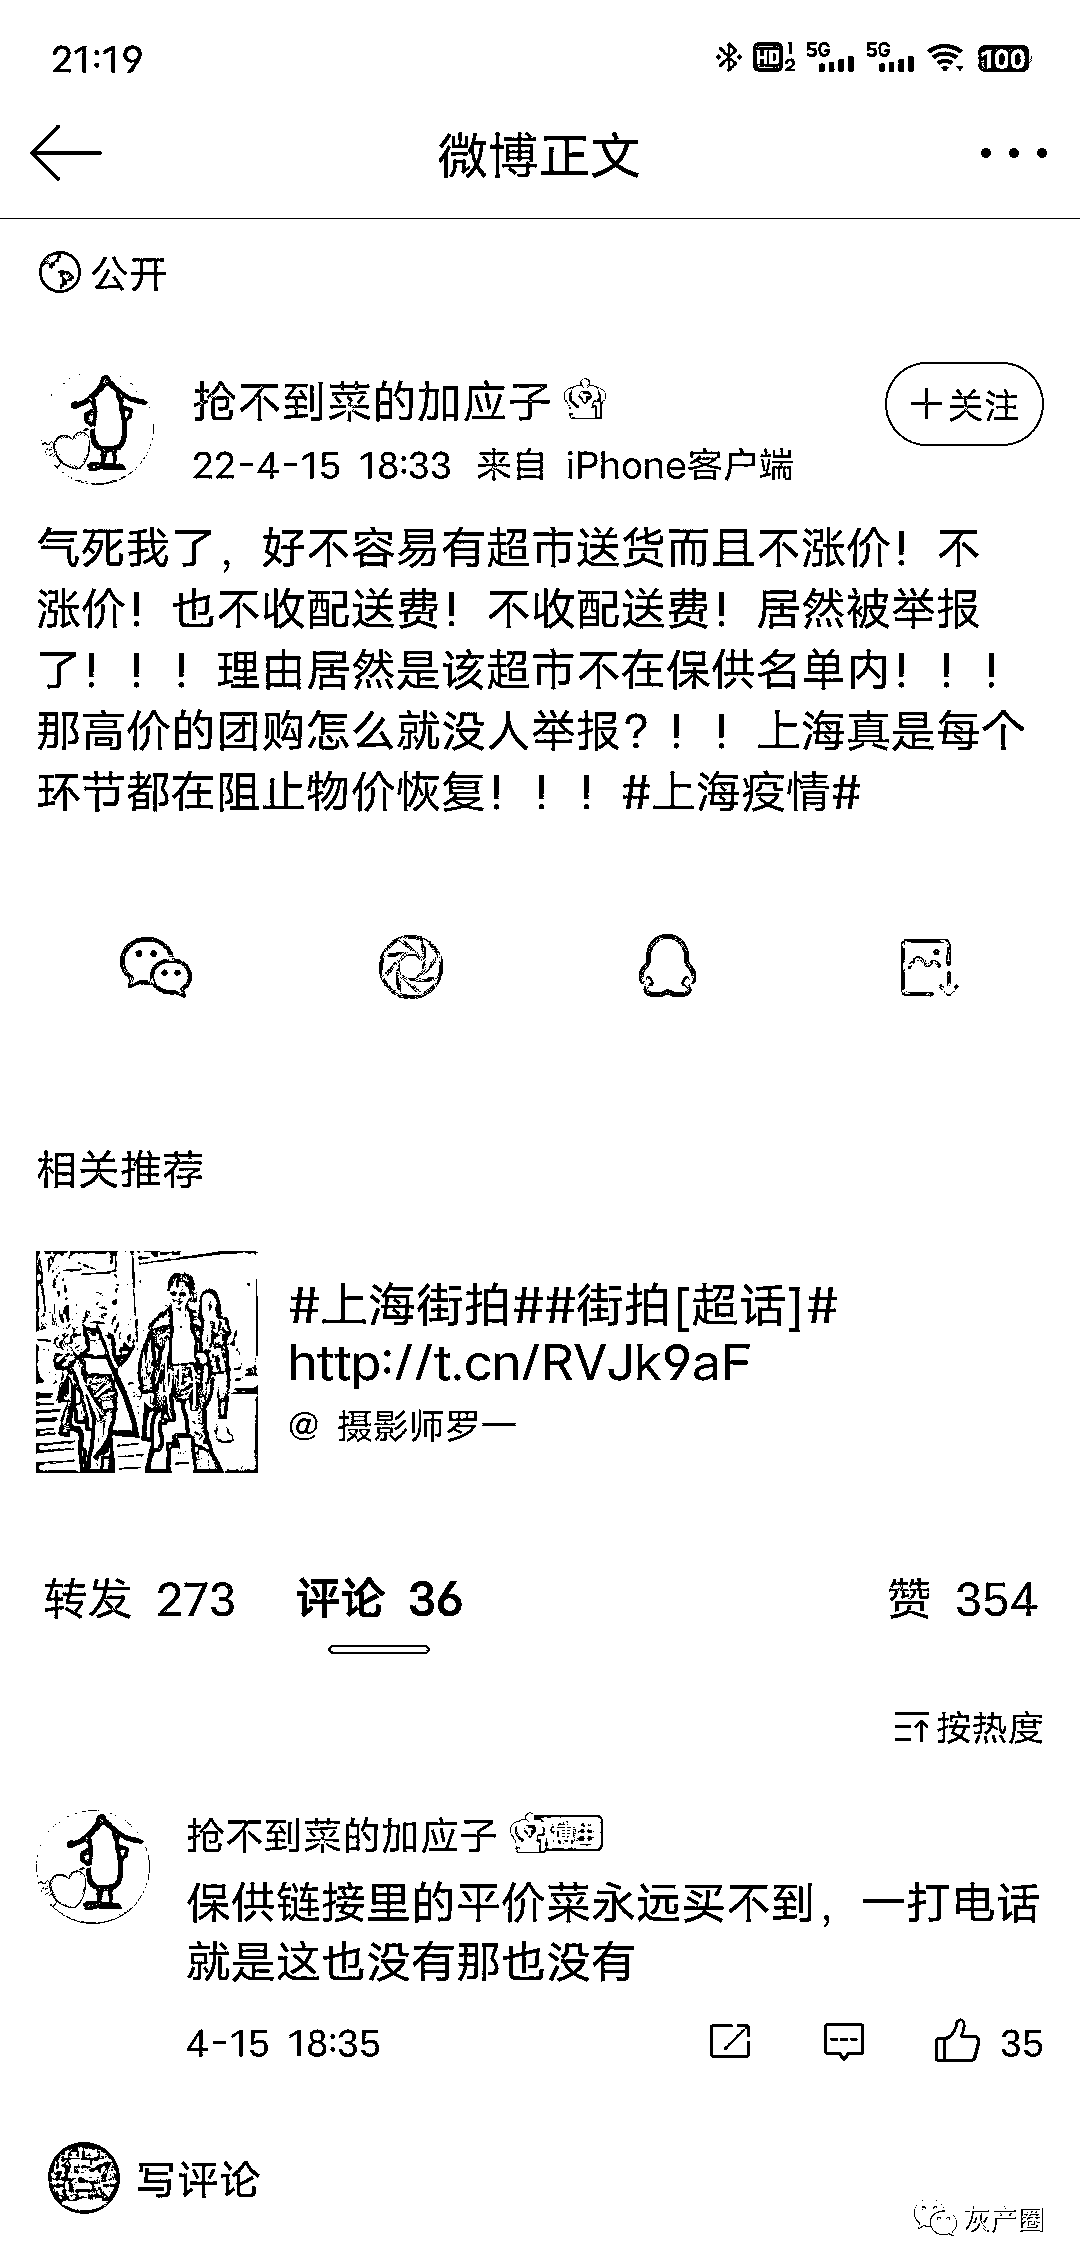 21:19
HD 1 2 5G 5G 100
微博正文
公开
抢不到菜的加应子
+关注
22-4-15 18:33 来自 iPhone客户端
气死我了，好不容易有超市送货而且不涨价！不
涨价！也不收配送费！不收配送费！居然被举报
了！！！理由居然是该超市不在保供名单内！！！
那高价的团购怎么就没人举报？！！上海真是每个
环节都在阻止物价恢复！！！#上海疫情#
相关推荐
#上海街拍##街拍[超话]#
http://t.cn/RVJk9aF
@ 摄影师罗一
转发 273 评论 36 赞 354
按热度
抢不到菜的加应子 博主
保供链接里的平价菜永远买不到，一打电话
就是这也没有那也没有
4-15 18:35 35
写评论
灰产圈